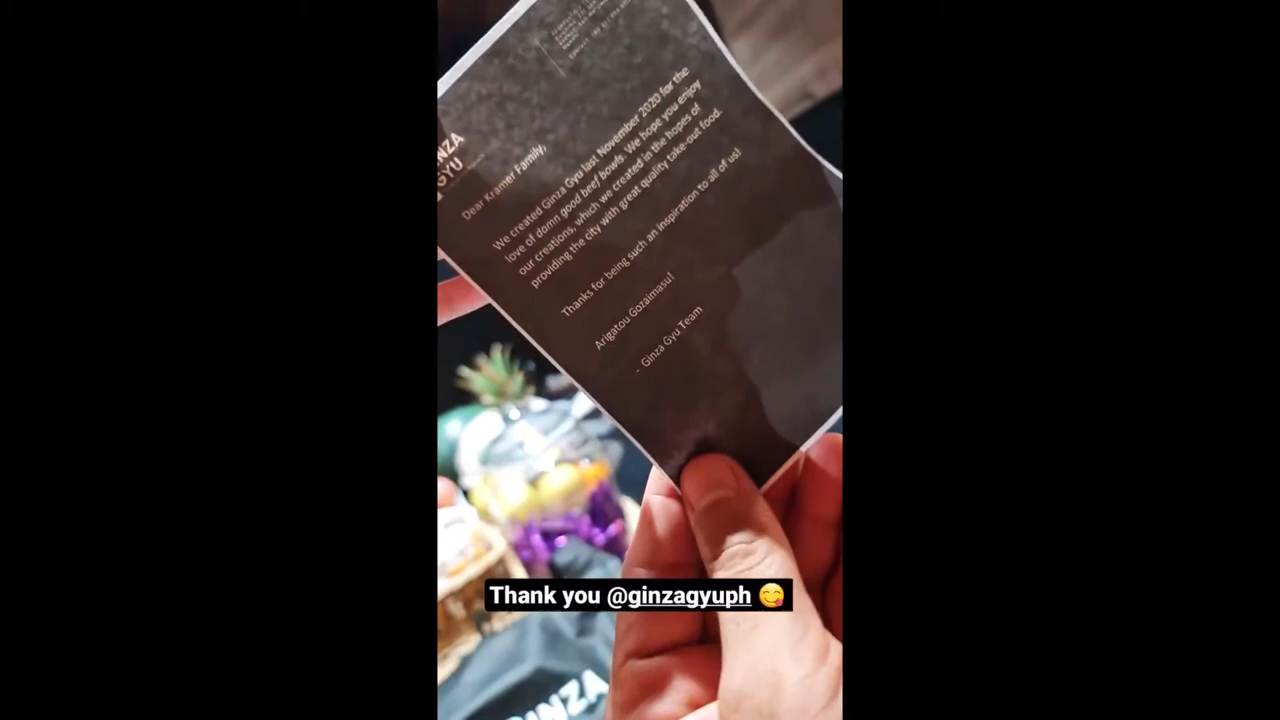 INZA
GYU
Dear Kramer Family,
We created Ginza Gyu last November 2020 for the
love of domn good beef bowls. We hope you enjoy
our creations, which we created in the hopes of
providing the city with great quality take-out food.
Thanks for being such an inspiration to all of us!
Arigatou Gozaimasu!
- Ginza Gyu Team
Thank you @ginzagyuph 😋
INZA